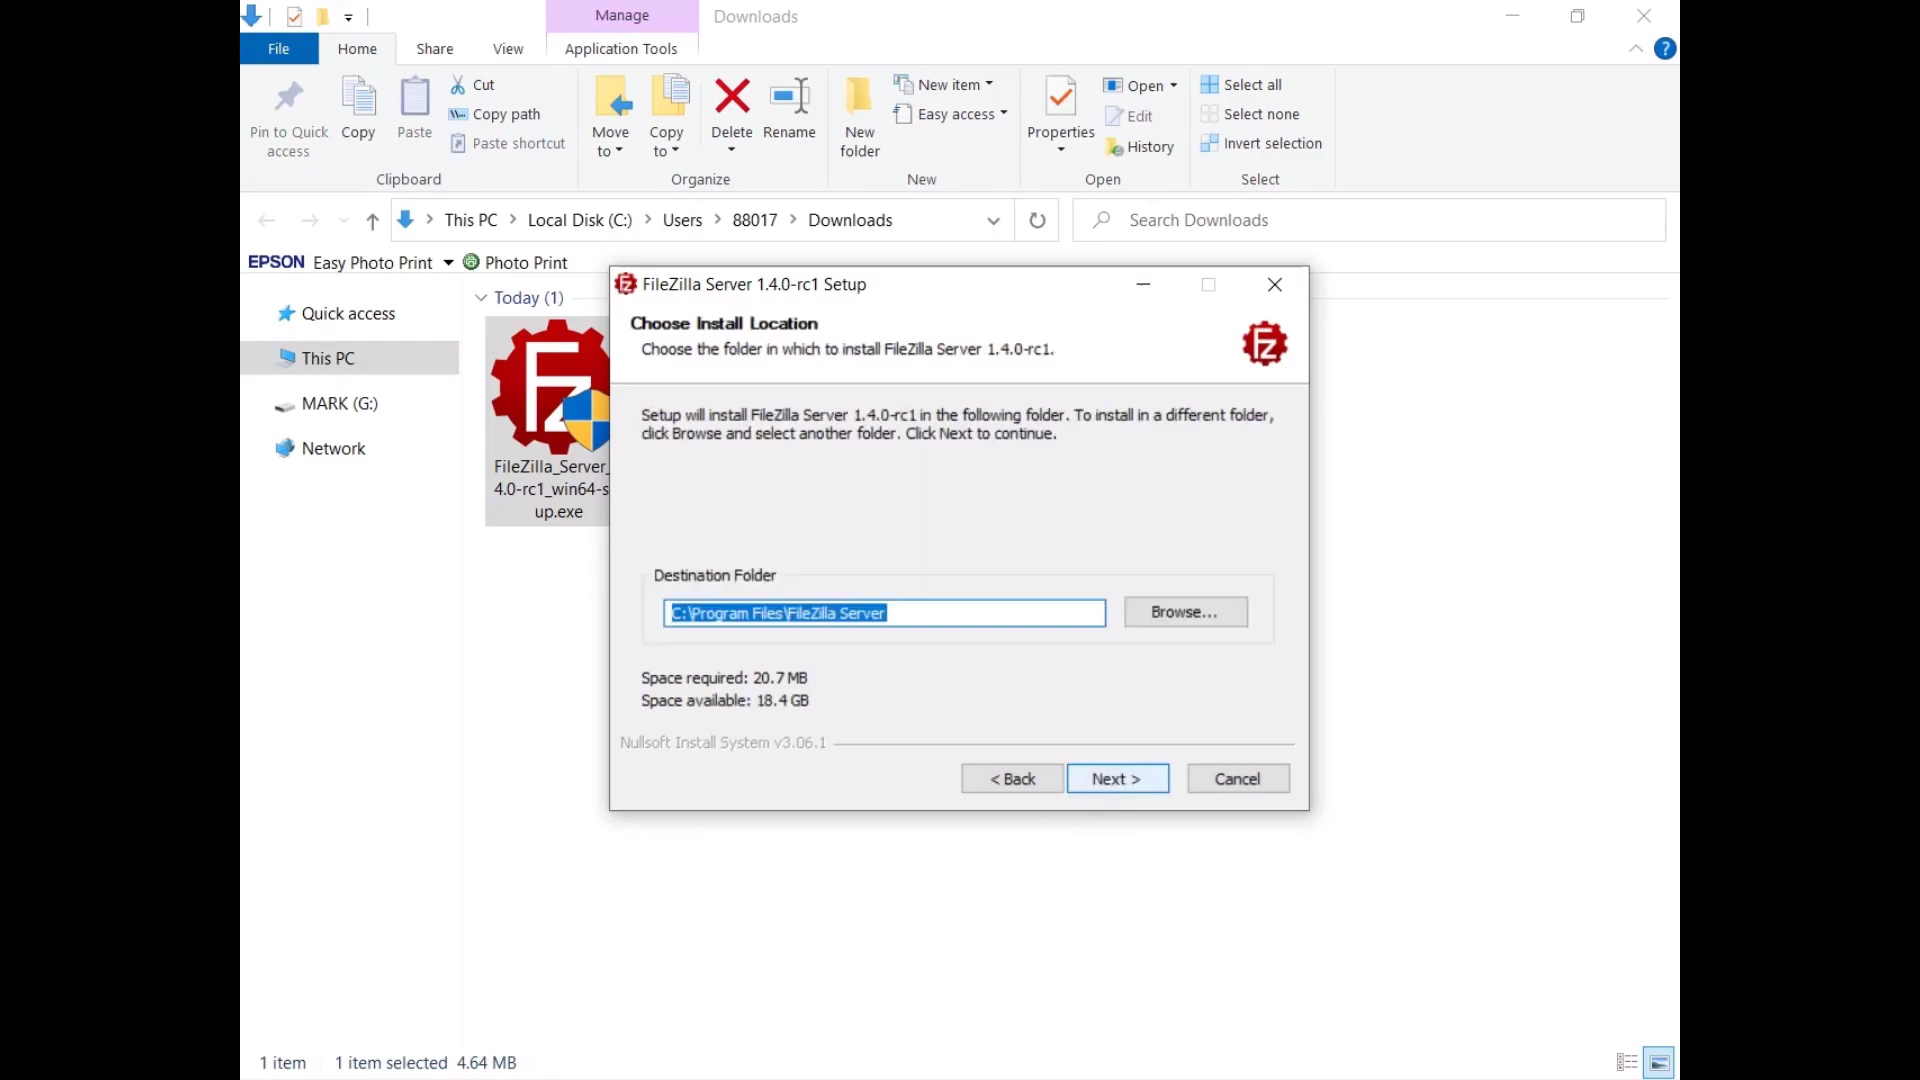 Manage
Downloads
File
Home
Share
View
Application Tools
?
Pin to Quick
access
Copy
Paste
Cut
Copy path
Paste shortcut
Clipboard
Move
to
Copy
to
Delete
Rename
Organize
New
folder
New item
Easy access
New
Properties
Open
Edit
History
Open
Select all
Select none
Invert selection
Select
This PC > Local Disk (C:) > Users > 88017 > Downloads
Search Downloads
EPSON Easy Photo Print
Photo Print
Quick access
This PC
MARK (G:)
Network
Today (1)
Fz
FileZilla_Server_
4.0-rc1_win64-s
up.exe
FileZilla Server 1.4.0-rc1 Setup
Choose Install Location
Choose the folder in which to install FileZilla Server 1.4.0-rc1.
Fz
Setup will install FileZilla Server 1.4.0-rc1 in the following folder. To install in a different folder,
click Browse and select another folder. Click Next to continue.
Destination Folder
C:\Program Files\FileZilla Server
Browse...
Space required: 20.7 MB
Space available: 18.4 GB
Nullsoft Install System v3.06.1
< Back
Next >
Cancel
1 item
1 item selected 4.64 MB